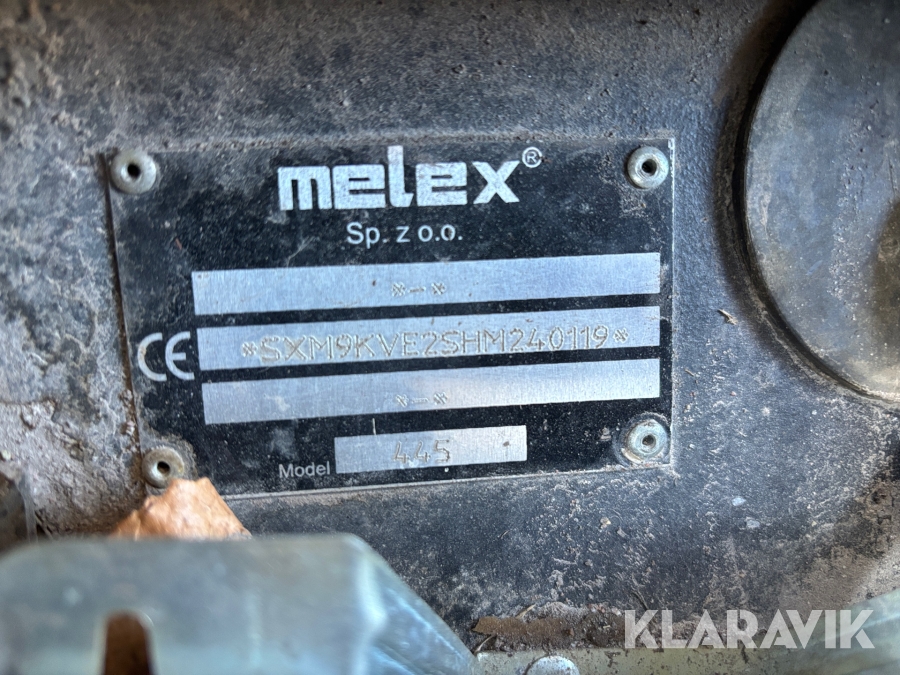 melex®
Sp. z o.o.
*-*
CE
*SXM9KVE2SHM240119*
*-*
Model 445
KLARAVIK